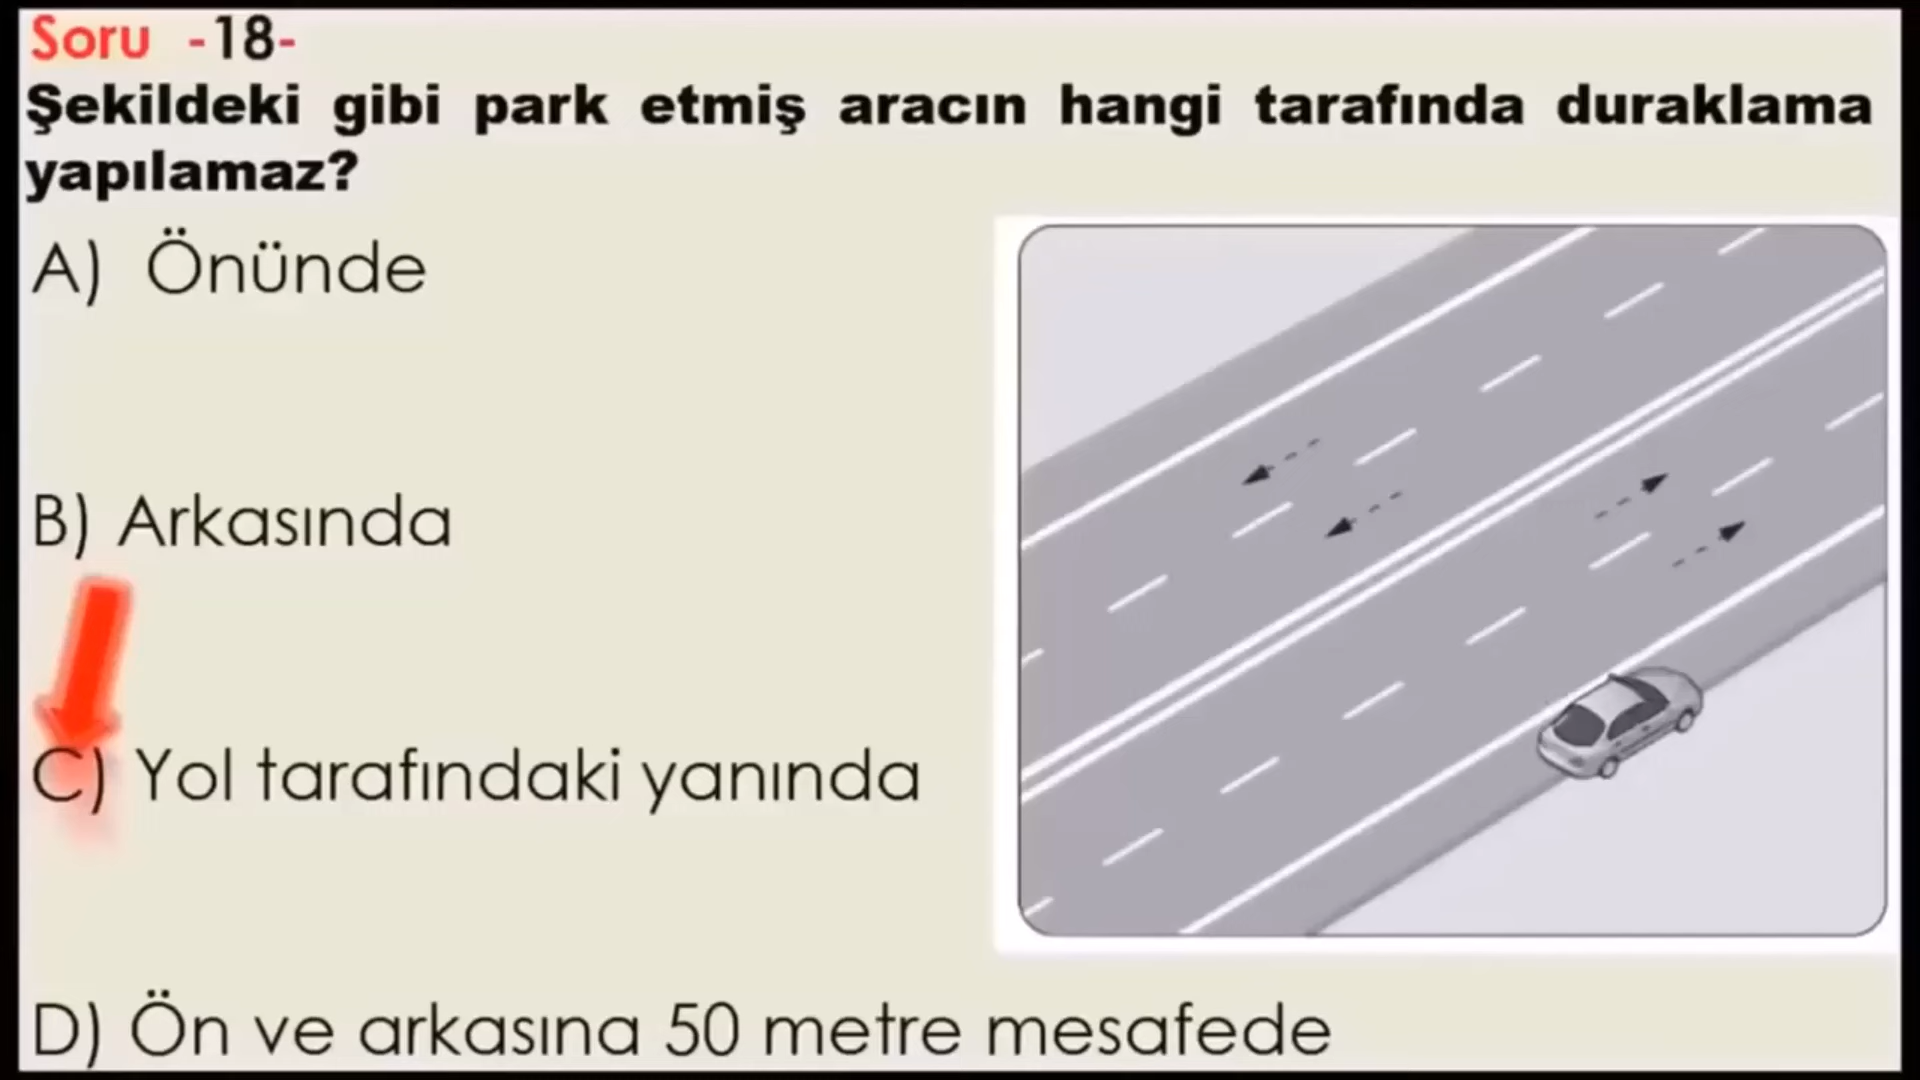 Soru -18-
Şekildeki gibi park etmiş aracın hangi tarafında duraklama
yapılamaz?
A) Önünde
B) Arkasında
C) Yol tarafındaki yanında
D) Ön ve arkasına 50 metre mesafede